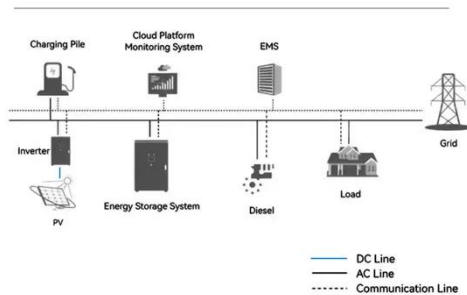 Charging Pile
Cloud Platform
Monitoring System
EMS
Inverter
Grid
PV
Energy Storage System
Diesel
Load
DC Line
AC Line
Communication Line